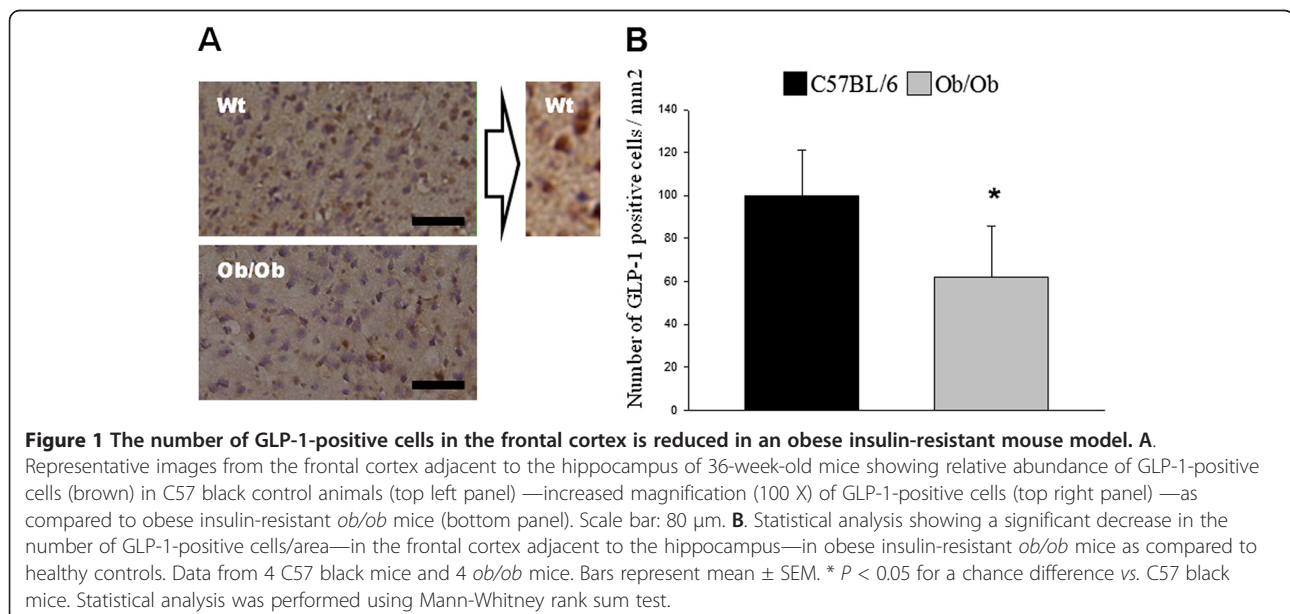 A
B
Wt
Wt
Ob/Ob
C57BL/6 Ob/Ob
Number of GLP-1 positive cells / mm2
140
120
100
80
60
40
20
0
*
Figure 1 The number of GLP-1-positive cells in the frontal cortex is reduced in an obese insulin-resistant mouse model. A.
Representative images from the frontal cortex adjacent to the hippocampus of 36-week-old mice showing relative abundance of GLP-1-positive
cells (brown) in C57 black control animals (top left panel) —increased magnification (100 X) of GLP-1-positive cells (top right panel) —as
compared to obese insulin-resistant ob/ob mice (bottom panel). Scale bar: 80 μm. B. Statistical analysis showing a significant decrease in the
number of GLP-1-positive cells/area—in the frontal cortex adjacent to the hippocampus—in obese insulin-resistant ob/ob mice as compared to
healthy controls. Data from 4 C57 black mice and 4 ob/ob mice. Bars represent mean ± SEM. * P < 0.05 for a chance difference vs. C57 black
mice. Statistical analysis was performed using Mann-Whitney rank sum test.